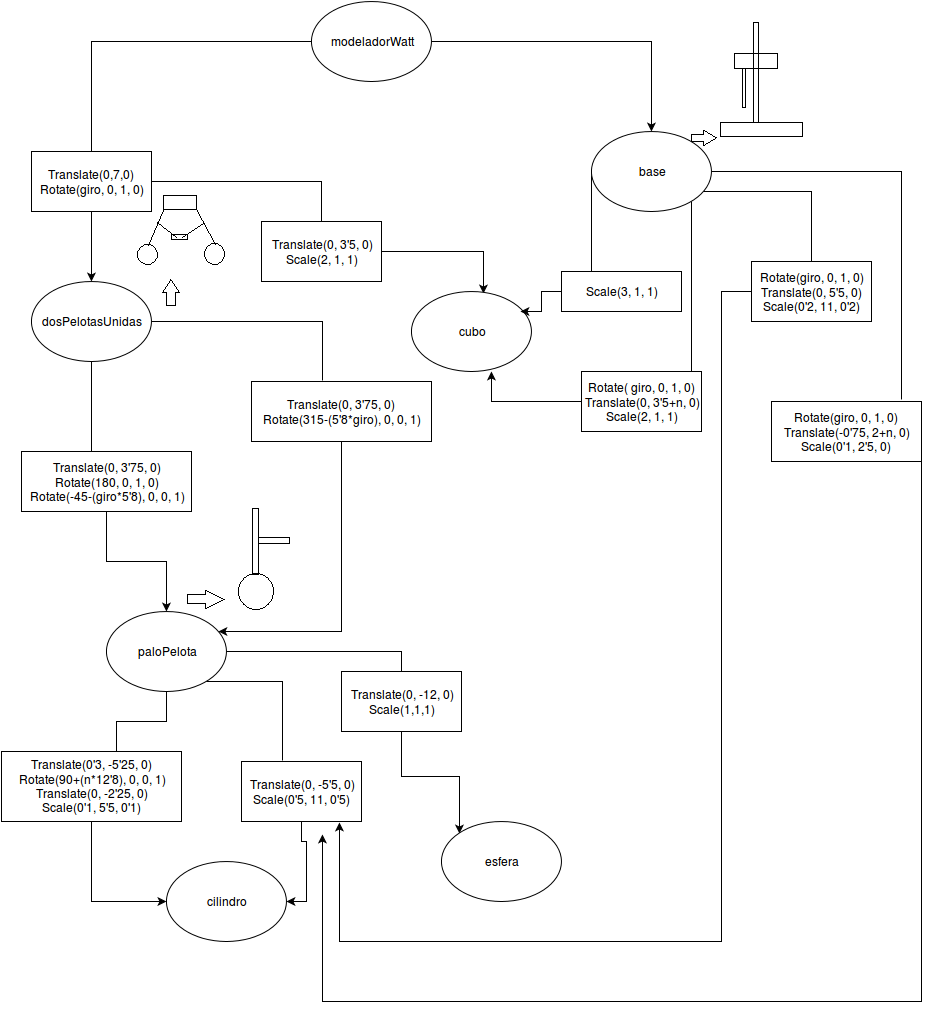 modeladorWatt
base
Translate(0,7,0)
Rotate(giro, 0, 1, 0)
Translate(0, 3'5, 0)
Scale(2, 1, 1)
Scale(3, 1, 1)
Rotate(giro, 0, 1, 0)
Translate(0, 5'5, 0)
Scale(0'2, 11, 0'2)
dosPelotasUnidas
cubo
Rotate( giro, 0, 1, 0)
Translate(0, 3'5+n, 0)
Scale(2, 1, 1)
Translate(0, 3'75, 0)
Rotate(315-(5'8*giro), 0, 0, 1)
Rotate(giro, 0, 1, 0)
Translate(-0'75, 2+n, 0)
Scale(0'1, 2'5, 0)
Translate(0, 3'75, 0)
Rotate(180, 0, 1, 0)
Rotate(-45-(giro*5'8), 0, 0, 1)
paloPelota
Translate(0, -12, 0)
Scale(1,1,1)
Translate(0'3, -5'25, 0)
Rotate(90+(n*12'8), 0, 0, 1)
Translate(0, -2'25, 0)
Scale(0'1, 5'5, 0'1)
Translate(0, -5'5, 0)
Scale(0'5, 11, 0'5)
esfera
cilindro